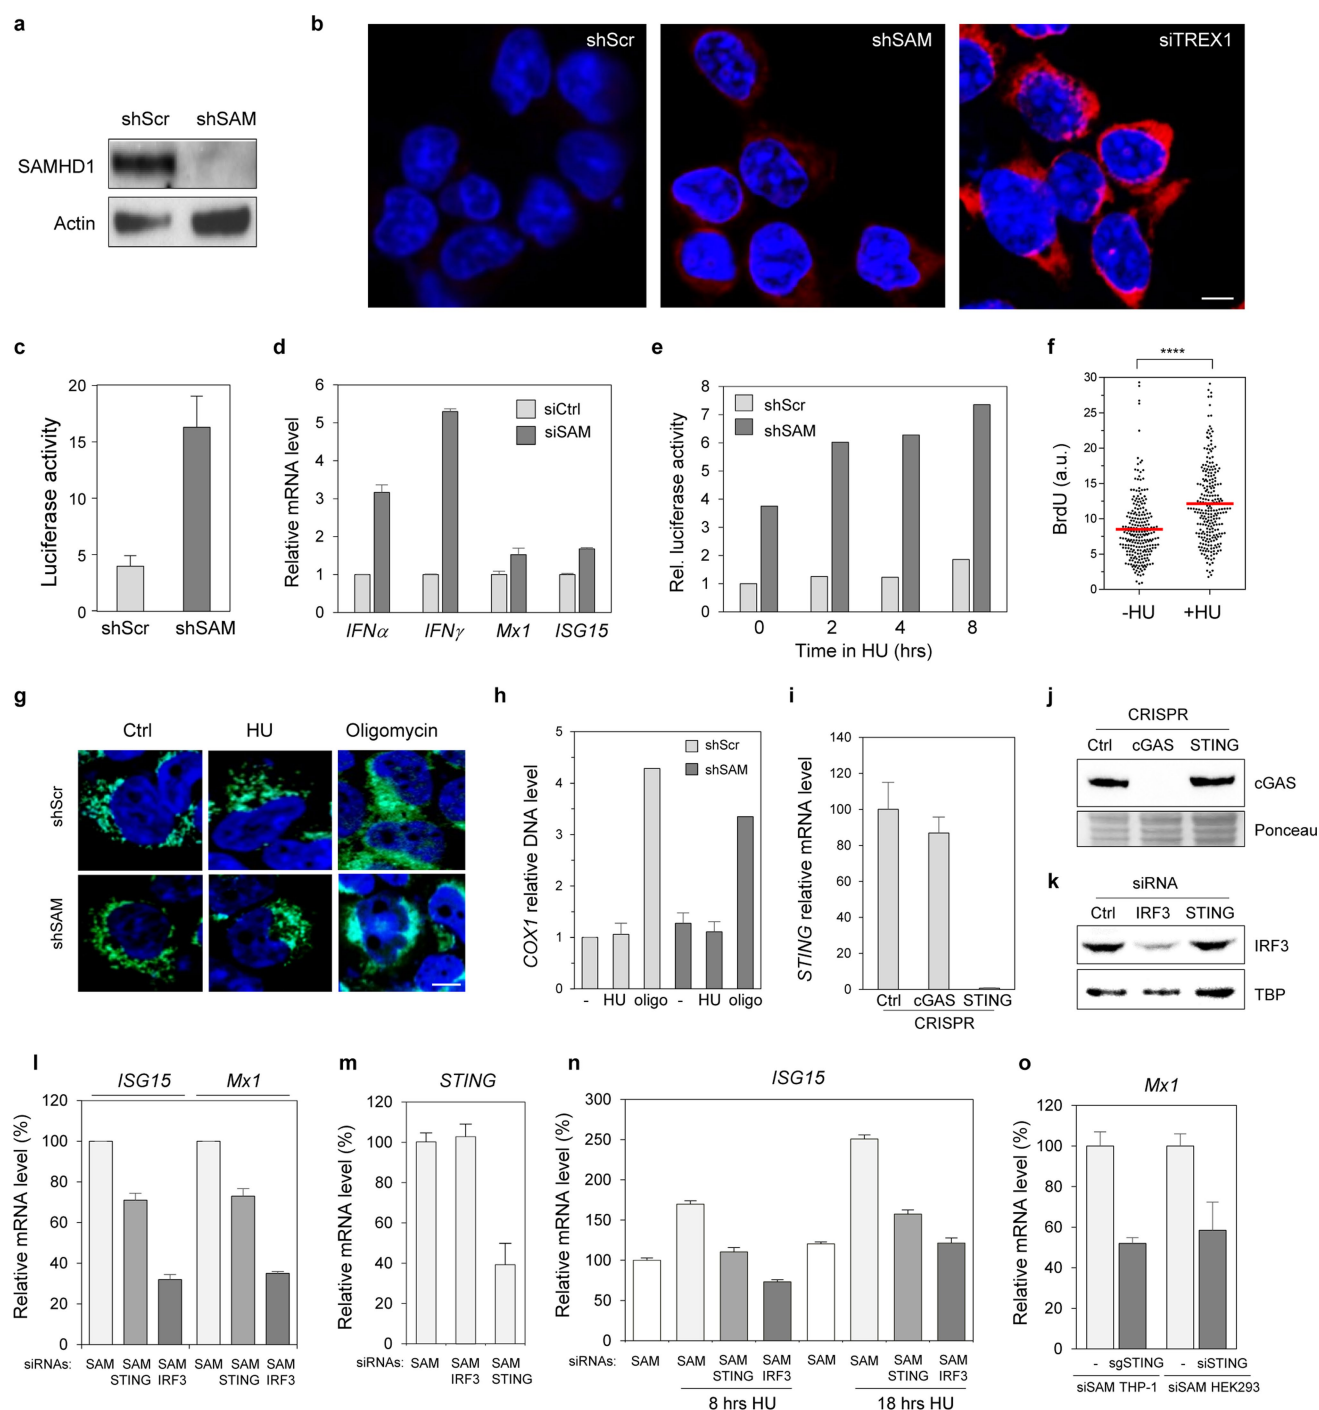 a
shScr shSAM
SAMHD1
Actin
b
shScr
shSAM
siTREX1
c
Luciferase activity
20
15
10
5
0
shScr shSAM
d
Relative mRNA level
6
5
4
3
2
1
0
siCtrl
siSAM
IFNα IFNγ Mx1 ISG15
e
Rel. luciferase activity
8
7
6
5
4
3
2
1
0
shScr
shSAM
0 2 4 8
Time in HU (hrs)
f
****
BrdU (a.u.)
30
25
20
15
10
5
0
-HU +HU
g
Ctrl HU Oligomycin
shScr
shSAM
h
COX1 relative DNA level
5
4
3
2
1
0
shScr
shSAM
- HU oligo - HU oligo
i
STING relative mRNA level
140
120
100
80
60
40
20
0
Ctrl cGAS STING
CRISPR
j
CRISPR
Ctrl cGAS STING
cGAS
Ponceau
k
siRNA
Ctrl IRF3 STING
IRF3
TBP
l
ISG15 Mx1
Relative mRNA level (%)
120
100
80
60
40
20
0
siRNAs: SAM SAM SAM SAM SAM SAM
STING IRF3 STING IRF3
m
STING
Relative mRNA level (%)
120
100
80
60
40
20
0
siRNAs: SAM SAM SAM
IRF3 STING
n
ISG15
Relative mRNA level (%)
300
250
200
150
100
50
0
siRNAs: SAM SAM SAM SAM SAM SAM SAM SAM
STING IRF3 STING IRF3
8 hrs HU 18 hrs HU
o
Mx1
Relative mRNA level (%)
120
100
80
60
40
20
0
- sgSTING - siSTING
siSAM THP-1 siSAM HEK293